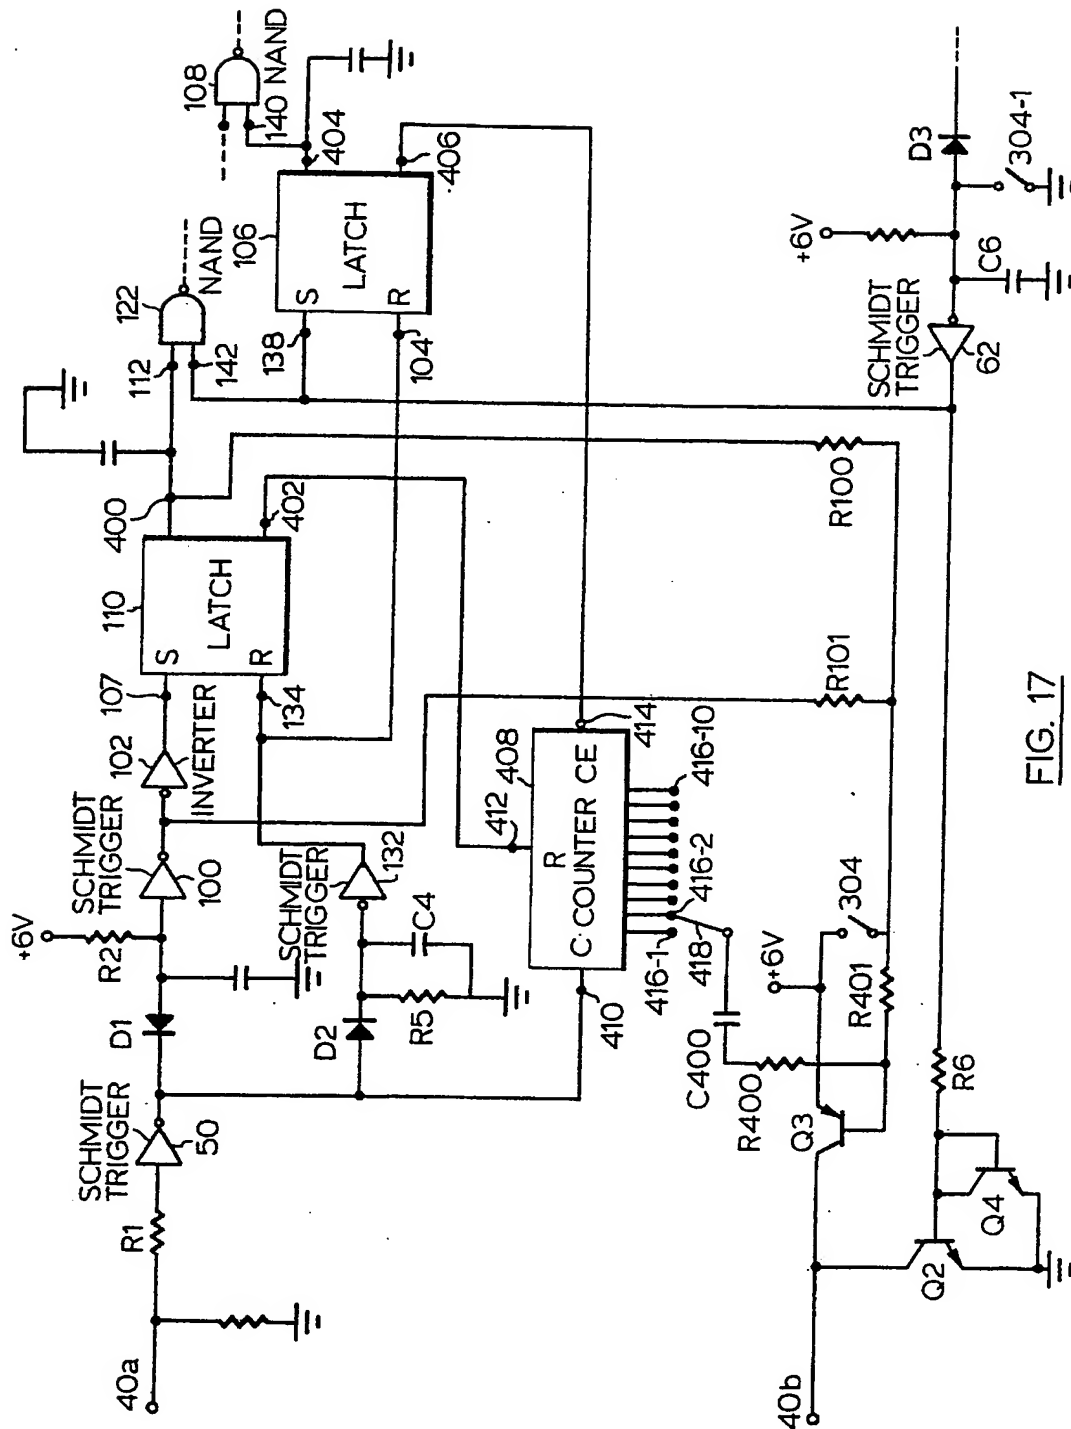 108
NAND
140
404
406
106
LATCH
S
R
138
104
NAND
122
112
142
400
402
110
LATCH
S
R
107
134
102
INVERTER
SCHMIDT
TRIGGER
100
+6V
R2
SCHMIDT
TRIGGER
132
C4
D1
D2
R5
SCHMIDT
TRIGGER
50
R1
40a
R100
R101
408
412
414
R
C COUNTER CE
410
416-10
416-2
416-1
418
C400
R400
+6V
304
R401
Q3
40b
Q2
Q4
R6
D3
304-1
+6V
C6
SCHMIDT
TRIGGER
62
FIG. 17